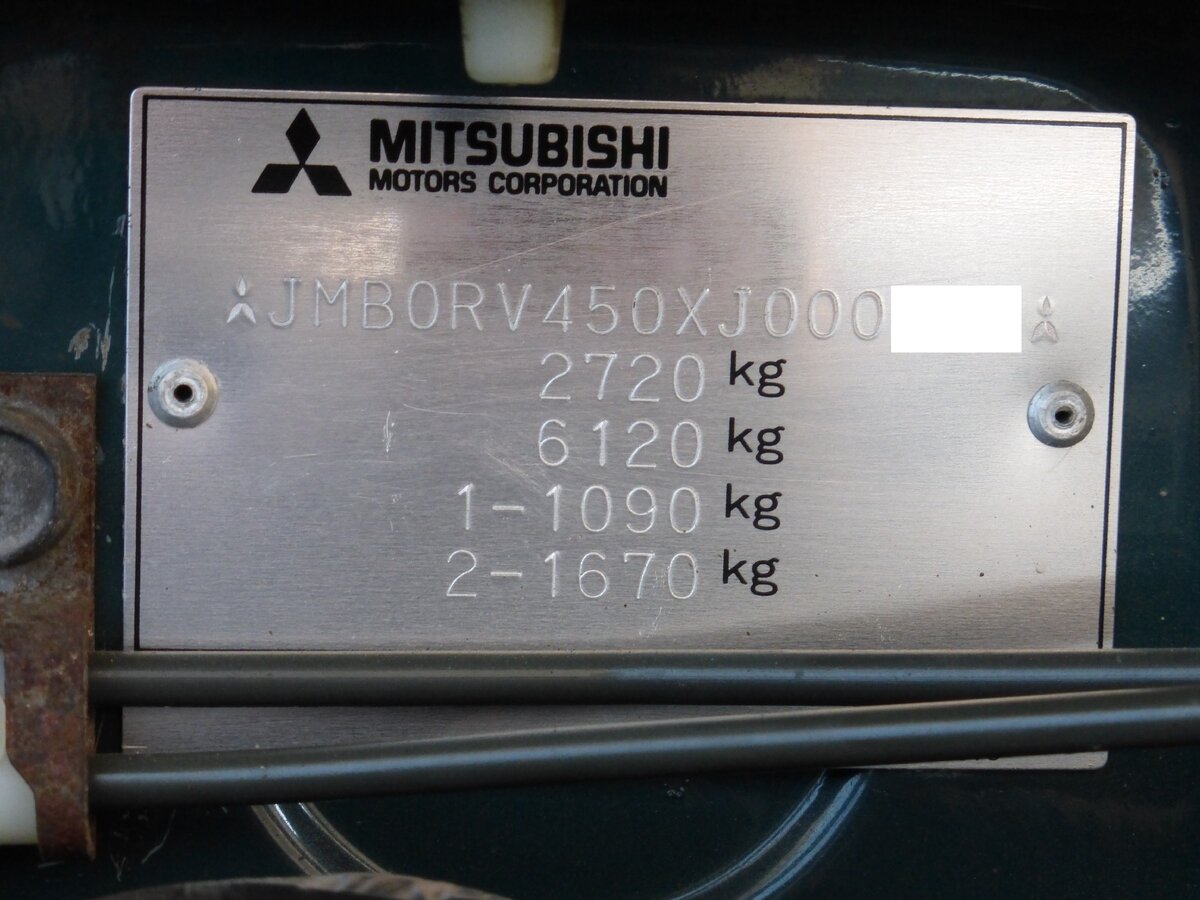 MITSUBISHI
MOTORS CORPORATION
JMB0RV450XJ000
2720 kg
6120 kg
1-1090 kg
2-1670 kg